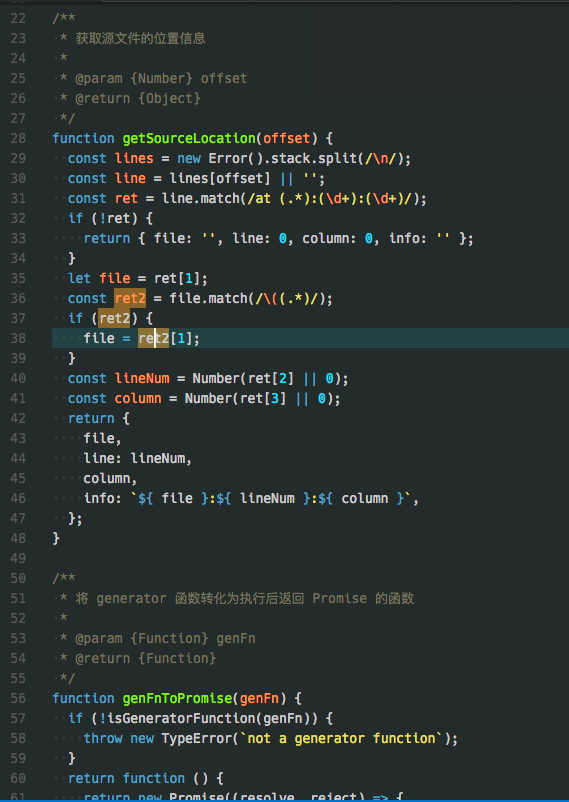 22 /**
23  * 获取源文件的位置信息
24  *
25  * @param {Number} offset
26  * @return {Object}
27  */
28 function getSourceLocation(offset) {
29   const lines = new Error().stack.split(/\n/);
30   const line = lines[offset] || '';
31   const ret = line.match(/at (.*):(\d+):(\d+)/);
32   if (!ret) {
33     return { file: '', line: 0, column: 0, info: '' };
34   }
35   let file = ret[1];
36   const ret2 = file.match(/\((.*)/);
37   if (ret2) {
38     file = ret2[1];
39   }
40   const lineNum = Number(ret[2] || 0);
41   const column = Number(ret[3] || 0);
42   return {
43     file,
44     line: lineNum,
45     column,
46     info: `${ file }:${ lineNum }:${ column }`,
47   };
48 }
49
50 /**
51  * 将 generator 函数转化为执行后返回 Promise 的函数
52  *
53  * @param {Function} genFn
54  * @return {Function}
55  */
56 function genFnToPromise(genFn) {
57   if (!isGeneratorFunction(genFn)) {
58     throw new TypeError(`not a generator function`);
59   }
60   return function () {
61     return new Promise((resolve, reject) => {